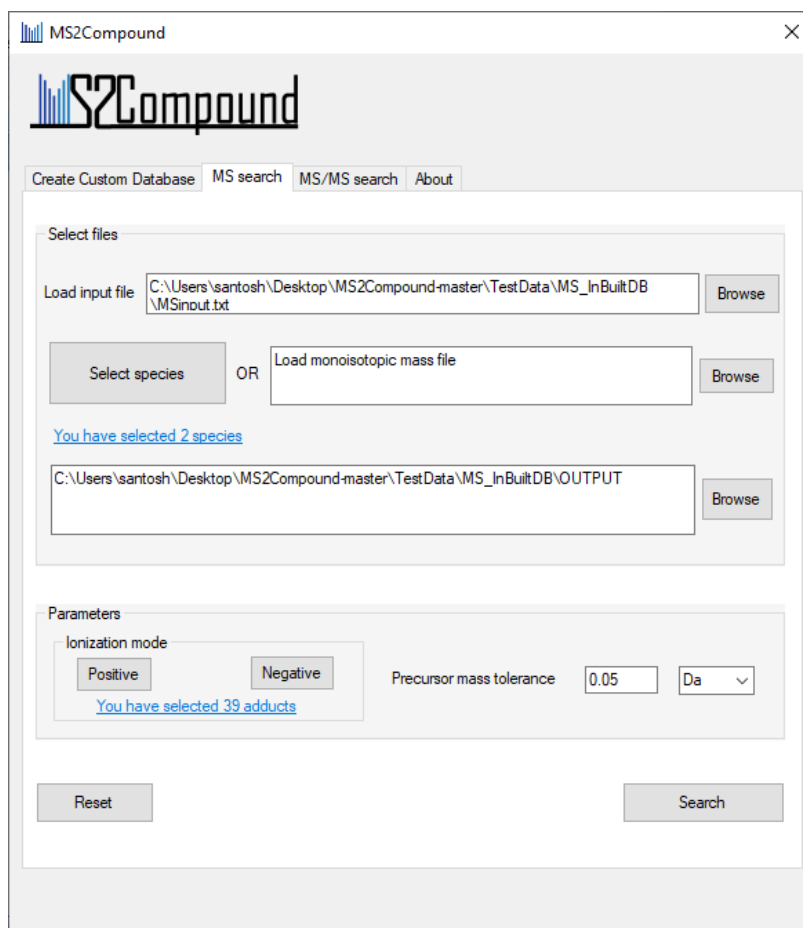 MS2Compound
MS2Compound
Create Custom Database MS search MS/MS search About
Select files
Load input file C:\Users\santosh\Desktop\MS2Compound-master\TestData\MS_InBuiltDB
\MSinput.txt
Browse
Select species OR Load monoisotopic mass file
Browse
You have selected 2 species
C:\Users\santosh\Desktop\MS2Compound-master\TestData\MS_InBuiltDB\OUTPUT
Browse
Parameters
Ionization mode
Positive Negative
You have selected 39 adducts
Precursor mass tolerance 0.05 Da
Reset Search